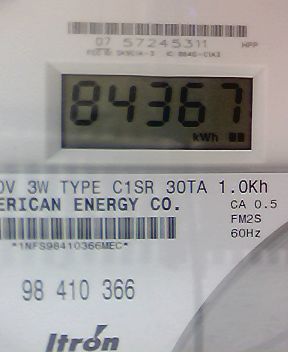 07 57245311 HPP
84367
kWh
0V 3W TYPE C1SR 30TA 1.0Kh
ERICAN ENERGY CO. CA 0.5
FM2S
60Hz
*1NFS98410366MEC*
98 410 366
Itron